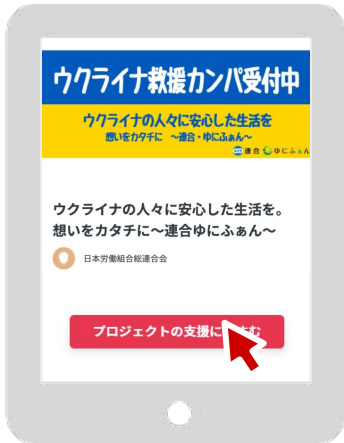 ウクライナ救援カンパ受付中
ウクライナの人々に安心した生活を
想いをカタチに ～連合・ゆにふぁん～
連合 ゆにふぁん
ウクライナの人々に安心した生活を。
想いをカタチに～連合ゆにふぁん～
日本労働組合総連合会
プロジェクトの支援に む